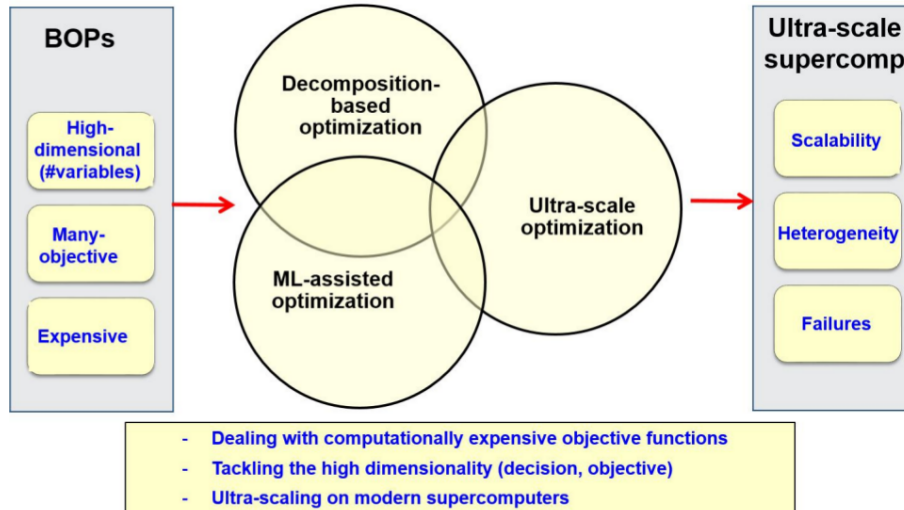 BOPs
High-
dimensional
(#variables)
Many-
objective
Expensive
Decomposition-
based
optimization
ML-assisted
optimization
Ultra-scale
optimization
Ultra-scale
supercomp
Scalability
Heterogeneity
Failures
- Dealing with computationally expensive objective functions
- Tackling the high dimensionality (decision, objective)
- Ultra-scaling on modern supercomputers